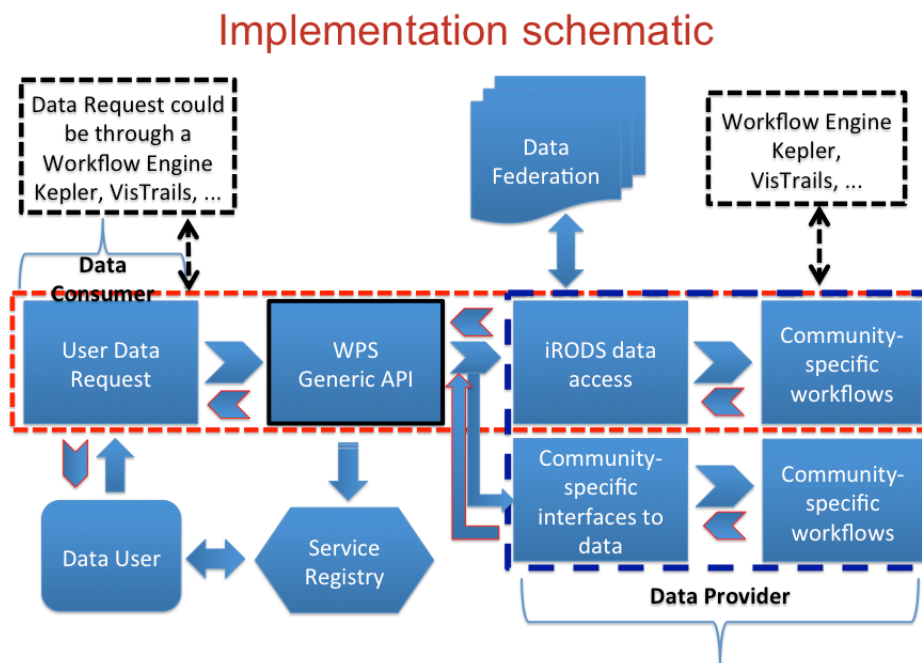 Implementation schematic
Data Request could
be through a
Workflow Engine
Kepler, VisTrails, ...
Data
Federation
Workflow Engine
Kepler,
VisTrails, ...
Data
Consumer
User Data
Request
WPS
Generic API
iRODS data
access
Community-
specific
workflows
Community-
specific
interfaces to
data
Community-
specific
workflows
Data User
Service
Registry
Data Provider